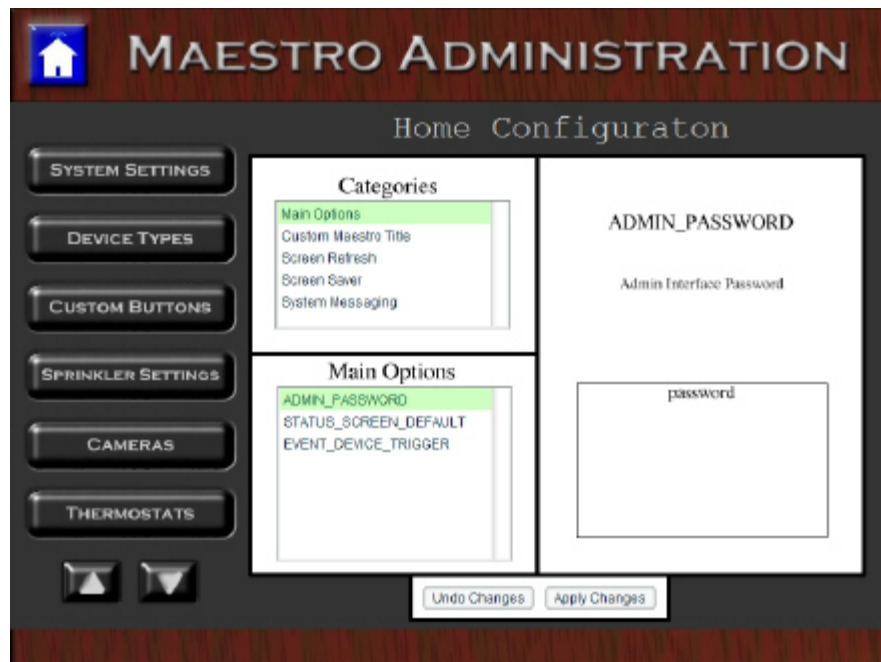 MAESTRO ADMINISTRATION
Home Configuraton
SYSTEM SETTINGS
DEVICE TYPES
CUSTOM BUTTONS
SPRINKLER SETTINGS
CAMERAS
THERMOSTATS
Categories
Main Options
Custom Maestro Title
Screen Refresh
Screen Saver
System Messaging
Main Options
ADMIN_PASSWORD
STATUS_SCREEN_DEFAULT
EVENT_DEVICE_TRIGGER
ADMIN_PASSWORD
Admin Interface Password
password
Undo Changes
Apply Changes